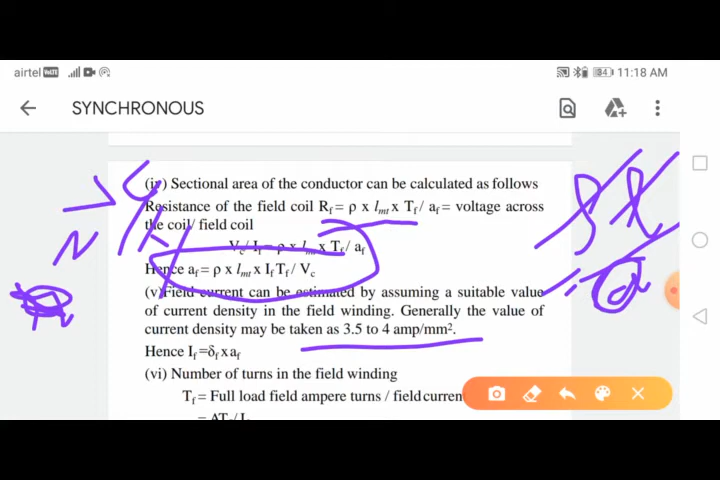 airtel VoLTE 84 11:18 AM
SYNCHRONOUS
(iv) Sectional area of the conductor can be calculated as follows
Resistance of the field coil Rf= ρ x lmt x Tf/ af= voltage across
the coil/ field coil
Vc/ If= ρ x lmt x Tf/ af
Hence af= ρ x lmt x If Tf/ Vc
(v) Field current can be estimated by assuming a suitable value
of current density in the field winding. Generally the value of
current density may be taken as 3.5 to 4 amp/mm².
Hence If=δf x af
(vi) Number of turns in the field winding
Tf= Full load field ampere turns / field current